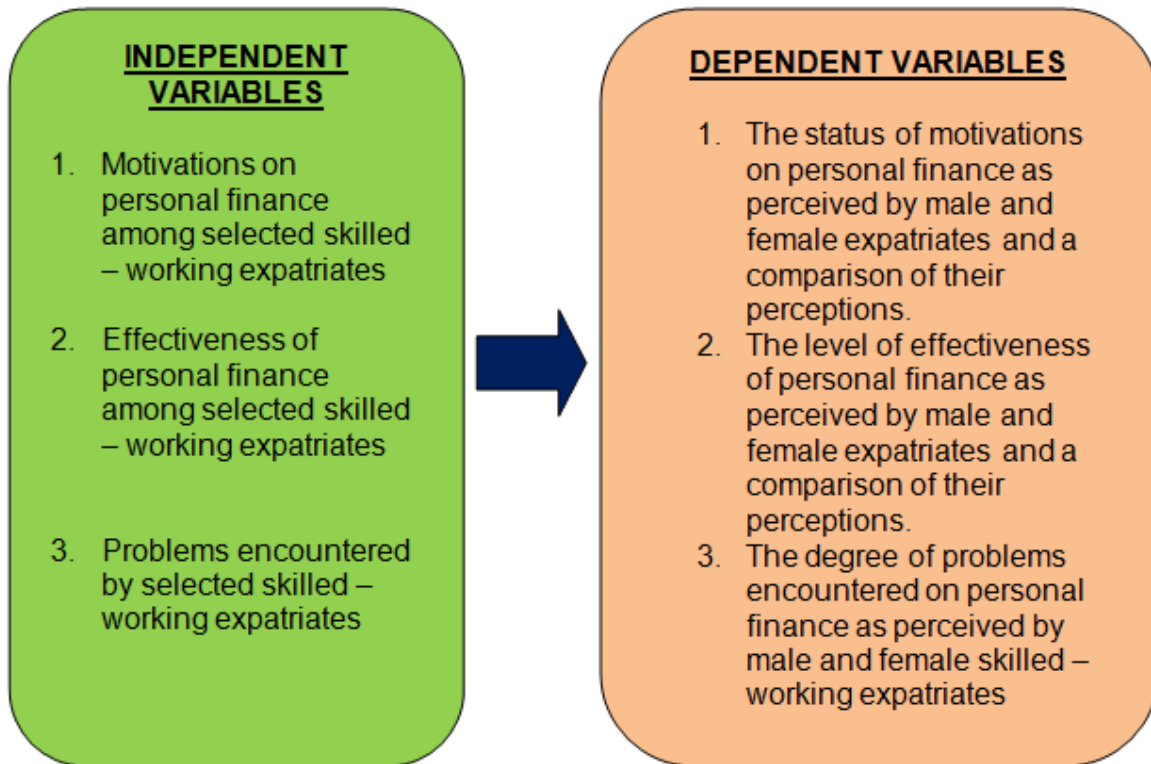 INDEPENDENT
VARIABLES
1. Motivations on
personal finance
among selected skilled
– working expatriates
2. Effectiveness of
personal finance
among selected skilled
– working expatriates
3. Problems encountered
by selected skilled –
working expatriates
DEPENDENT VARIABLES
1. The status of motivations
on personal finance as
perceived by male and
female expatriates and a
comparison of their
perceptions.
2. The level of effectiveness
of personal finance as
perceived by male and
female expatriates and a
comparison of their
perceptions.
3. The degree of problems
encountered on personal
finance as perceived by
male and female skilled –
working expatriates